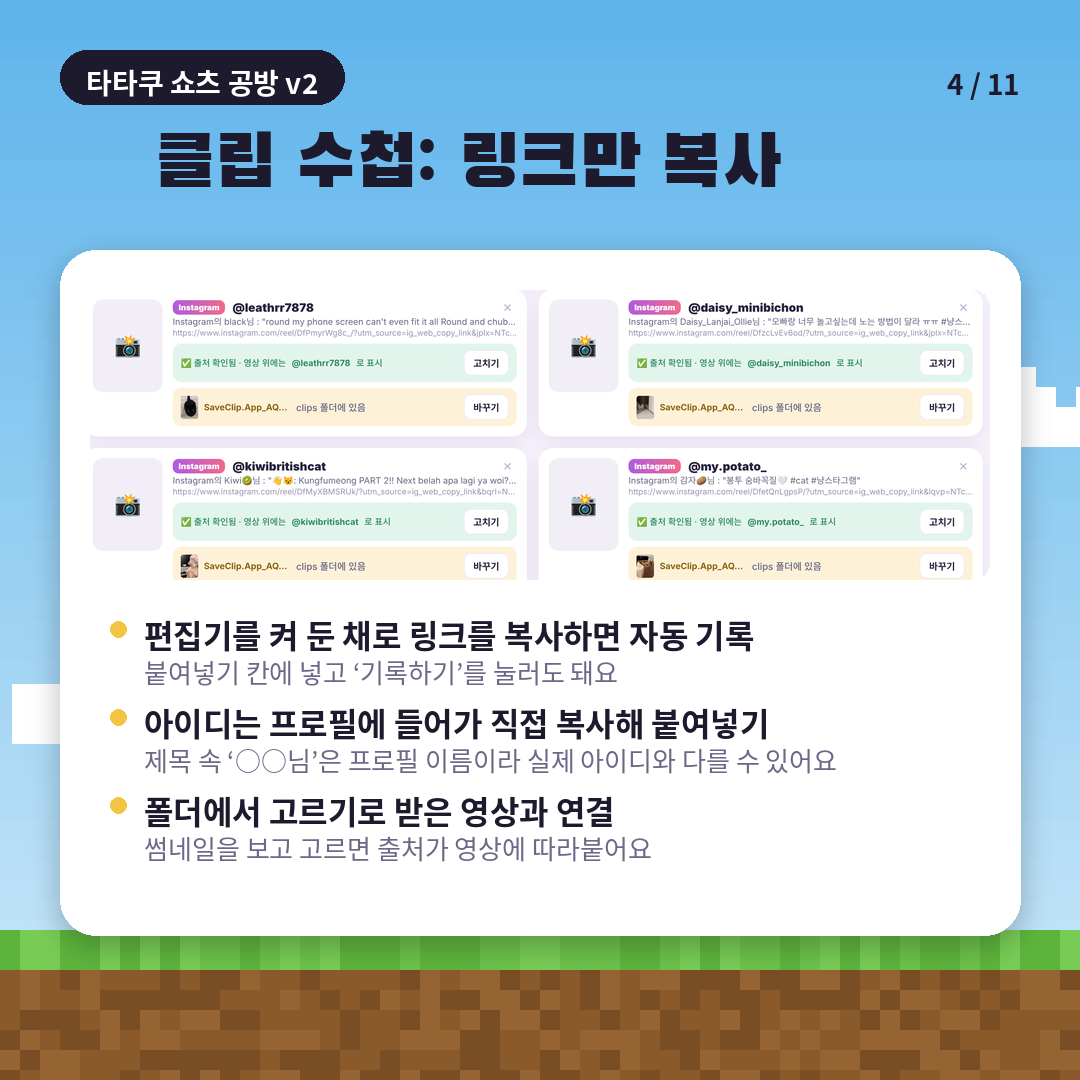 타타쿠 쇼츠 공방 v2
4 / 11
클립 수첩: 링크만 복사
Instagram @leathrr7878 ×
Instagram의 black님 : "round my phone screen can't even fit it all Round and chub...
https://www.instagram.com/reel/DfPmyrWg8c_/?utm_source=ig_web_copy_link&jplx=NTc...
✅ 출처 확인됨 · 영상 위에는 @leathrr7878 로 표시 고치기
SaveClip.App_AQ... clips 폴더에 있음 바꾸기
Instagram @daisy_minibichon ×
Instagram의 Daisy_Lanjai_Ollie님 : "오빠랑 너무 놀고싶는데 노는 방법이 달라 ㅠㅠ #냥스...
https://www.instagram.com/reel/DfzcLvEv6od/?utm_source=ig_web_copy_link&jplx=NTc...
✅ 출처 확인됨 · 영상 위에는 @daisy_minibichon 로 표시 고치기
SaveClip.App_AQ... clips 폴더에 있음 바꾸기
Instagram @kiwibritishcat ×
Instagram의 Kiwi🥝님 : "👋😼: Kungfumeong PART 2!! Next belah apa lagi ya woi?...
https://www.instagram.com/reel/DfMyXBMSRUk/?utm_source=ig_web_copy_link&bqrl=N...
✅ 출처 확인됨 · 영상 위에는 @kiwibritishcat 로 표시 고치기
SaveClip.App_AQ... clips 폴더에 있음 바꾸기
Instagram @my.potato_ ×
Instagram의 감자🥔님 : "봉투 숨바꼭질🤍 #cat #냥스타그램"
https://www.instagram.com/reel/DfetQnLgpsP/?utm_source=ig_web_copy_link&lqvp=NTc...
✅ 출처 확인됨 · 영상 위에는 @my.potato_ 로 표시 고치기
SaveClip.App_AQ... clips 폴더에 있음 바꾸기
편집기를 켜 둔 채로 링크를 복사하면 자동 기록
붙여넣기 칸에 넣고 ‘기록하기’를 눌러도 돼요
아이디는 프로필에 들어가 직접 복사해 붙여넣기
제목 속 ‘○○님’은 프로필 이름이라 실제 아이디와 다를 수 있어요
폴더에서 고르기로 받은 영상과 연결
썸네일을 보고 고르면 출처가 영상에 따라붙어요